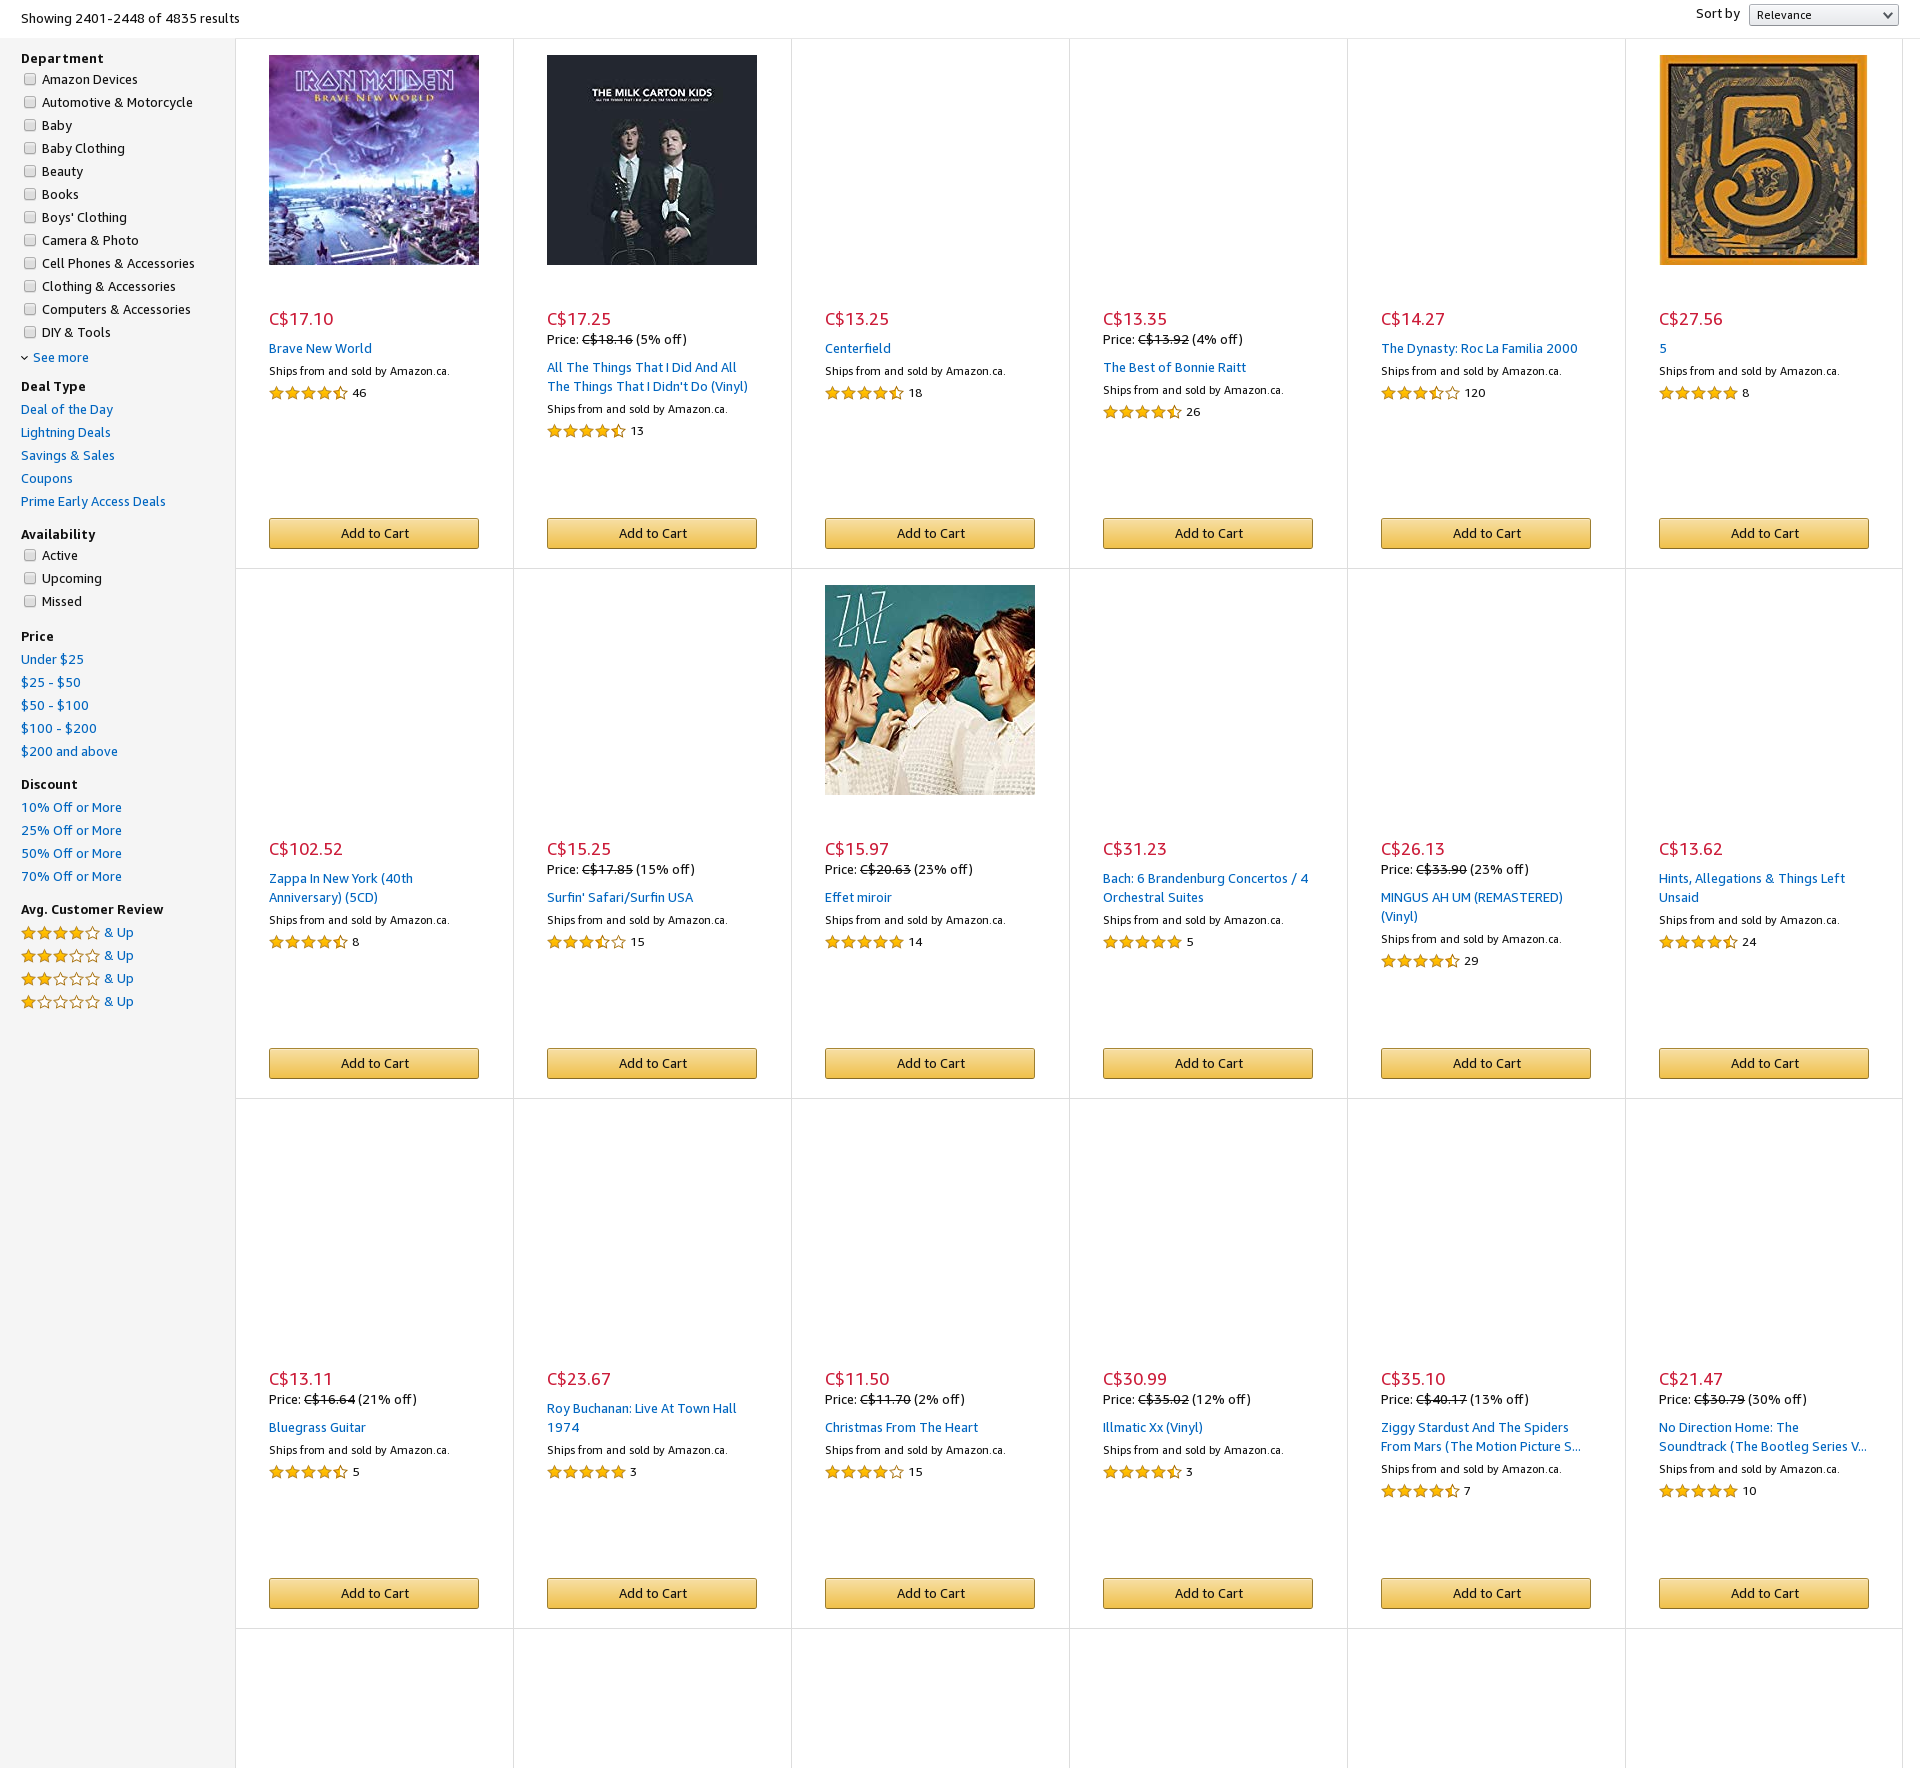 Showing 2401-2448 of 4835 results
Sort by Relevance
Department
Amazon Devices
Automotive & Motorcycle
Baby
Baby Clothing
Beauty
Books
Boys' Clothing
Camera & Photo
Cell Phones & Accessories
Clothing & Accessories
Computers & Accessories
DIY & Tools
See more
Deal Type
Deal of the Day
Lightning Deals
Savings & Sales
Coupons
Prime Early Access Deals
Availability
Active
Upcoming
Missed
Price
Under $25
$25 - $50
$50 - $100
$100 - $200
$200 and above
Discount
10% Off or More
25% Off or More
50% Off or More
70% Off or More
Avg. Customer Review
& Up
& Up
& Up
& Up
IRON MAIDEN
BRAVE NEW WORLD
C$17.10
Brave New World
Ships from and sold by Amazon.ca.
46
Add to Cart
THE MILK CARTON KIDS
ALL THE THINGS THAT I DID AND ALL THE THINGS THAT I DIDN'T DO
C$17.25
Price: C$18.16 (5% off)
All The Things That I Did And All
The Things That I Didn't Do (Vinyl)
Ships from and sold by Amazon.ca.
13
Add to Cart
C$13.25
Centerfield
Ships from and sold by Amazon.ca.
18
Add to Cart
C$13.35
Price: C$13.92 (4% off)
The Best of Bonnie Raitt
Ships from and sold by Amazon.ca.
26
Add to Cart
C$14.27
The Dynasty: Roc La Familia 2000
Ships from and sold by Amazon.ca.
120
Add to Cart
5
C$27.56
5
Ships from and sold by Amazon.ca.
8
Add to Cart
C$102.52
Zappa In New York (40th
Anniversary) (5CD)
Ships from and sold by Amazon.ca.
8
Add to Cart
C$15.25
Price: C$17.85 (15% off)
Surfin' Safari/Surfin USA
Ships from and sold by Amazon.ca.
15
Add to Cart
ZAZ
C$15.97
Price: C$20.63 (23% off)
Effet miroir
Ships from and sold by Amazon.ca.
14
Add to Cart
C$31.23
Bach: 6 Brandenburg Concertos / 4
Orchestral Suites
Ships from and sold by Amazon.ca.
5
Add to Cart
C$26.13
Price: C$33.90 (23% off)
MINGUS AH UM (REMASTERED)
(Vinyl)
Ships from and sold by Amazon.ca.
29
Add to Cart
C$13.62
Hints, Allegations & Things Left
Unsaid
Ships from and sold by Amazon.ca.
24
Add to Cart
C$13.11
Price: C$16.64 (21% off)
Bluegrass Guitar
Ships from and sold by Amazon.ca.
5
Add to Cart
C$23.67
Roy Buchanan: Live At Town Hall
1974
Ships from and sold by Amazon.ca.
3
Add to Cart
C$11.50
Price: C$11.70 (2% off)
Christmas From The Heart
Ships from and sold by Amazon.ca.
15
Add to Cart
C$30.99
Price: C$35.02 (12% off)
Illmatic Xx (Vinyl)
Ships from and sold by Amazon.ca.
3
Add to Cart
C$35.10
Price: C$40.17 (13% off)
Ziggy Stardust And The Spiders
From Mars (The Motion Picture S...
Ships from and sold by Amazon.ca.
7
Add to Cart
C$21.47
Price: C$30.79 (30% off)
No Direction Home: The
Soundtrack (The Bootleg Series V...
Ships from and sold by Amazon.ca.
10
Add to Cart